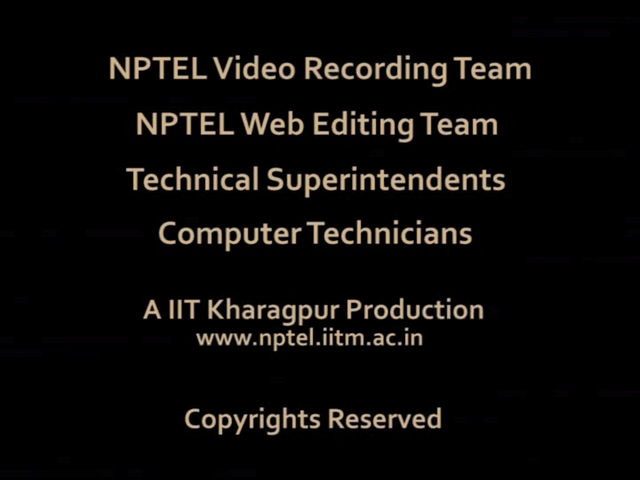 NPTEL Video Recording Team
NPTEL Web Editing Team
Technical Superintendents
Computer Technicians
A IIT Kharagpur Production
www.nptel.iitm.ac.in
Copyrights Reserved